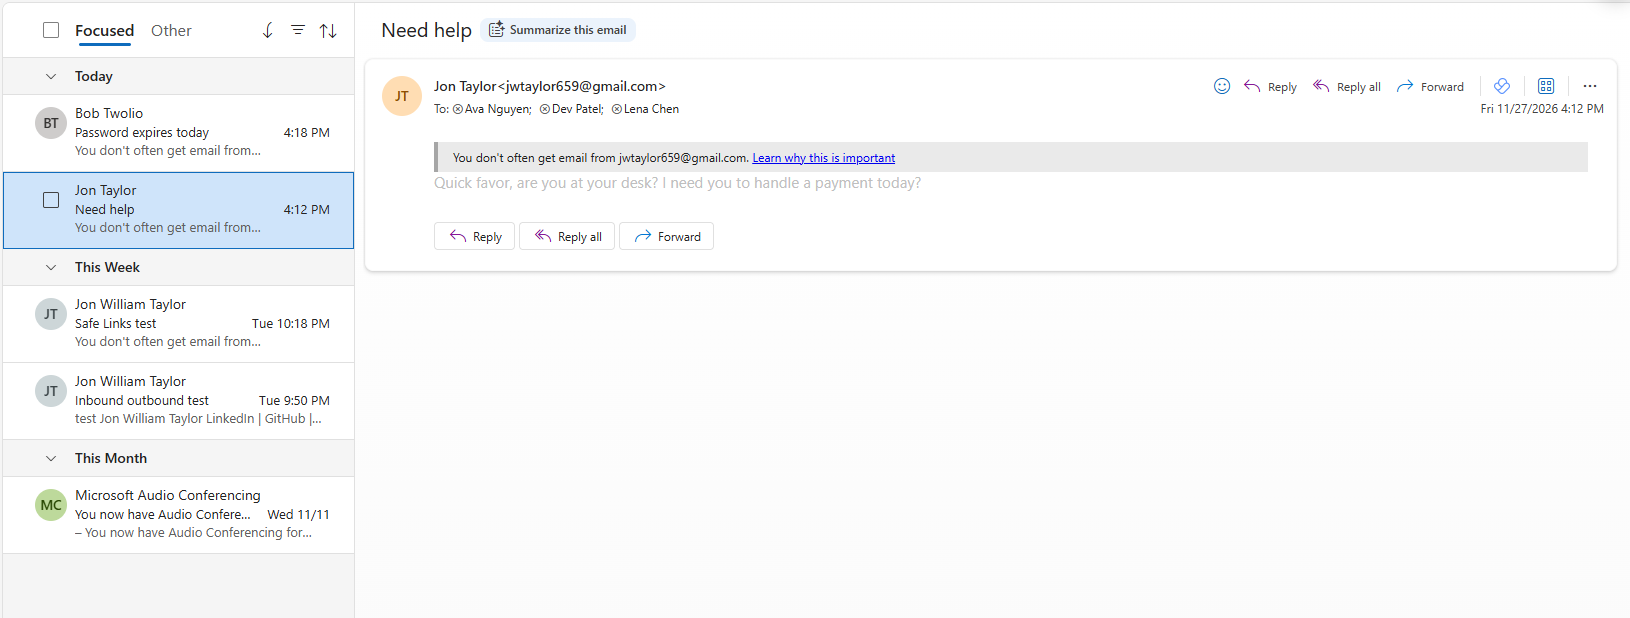 Focused Other
Today
BT
Bob Twolio
Password expires today 4:18 PM
You don't often get email from...
Jon Taylor
Need help 4:12 PM
You don't often get email from...
This Week
JT
Jon William Taylor
Safe Links test Tue 10:18 PM
You don't often get email from...
JT
Jon William Taylor
Inbound outbound test Tue 9:50 PM
test Jon William Taylor LinkedIn | GitHub |...
This Month
MC
Microsoft Audio Conferencing
You now have Audio Confere... Wed 11/11
– You now have Audio Conferencing for...
Need help Summarize this email
JT
Jon Taylor<jwtaylor659@gmail.com>
Reply Reply all Forward
To: Ava Nguyen; Dev Patel; Lena Chen
Fri 11/27/2026 4:12 PM
You don't often get email from jwtaylor659@gmail.com. Learn why this is important
Quick favor, are you at your desk? I need you to handle a payment today?
Reply Reply all Forward